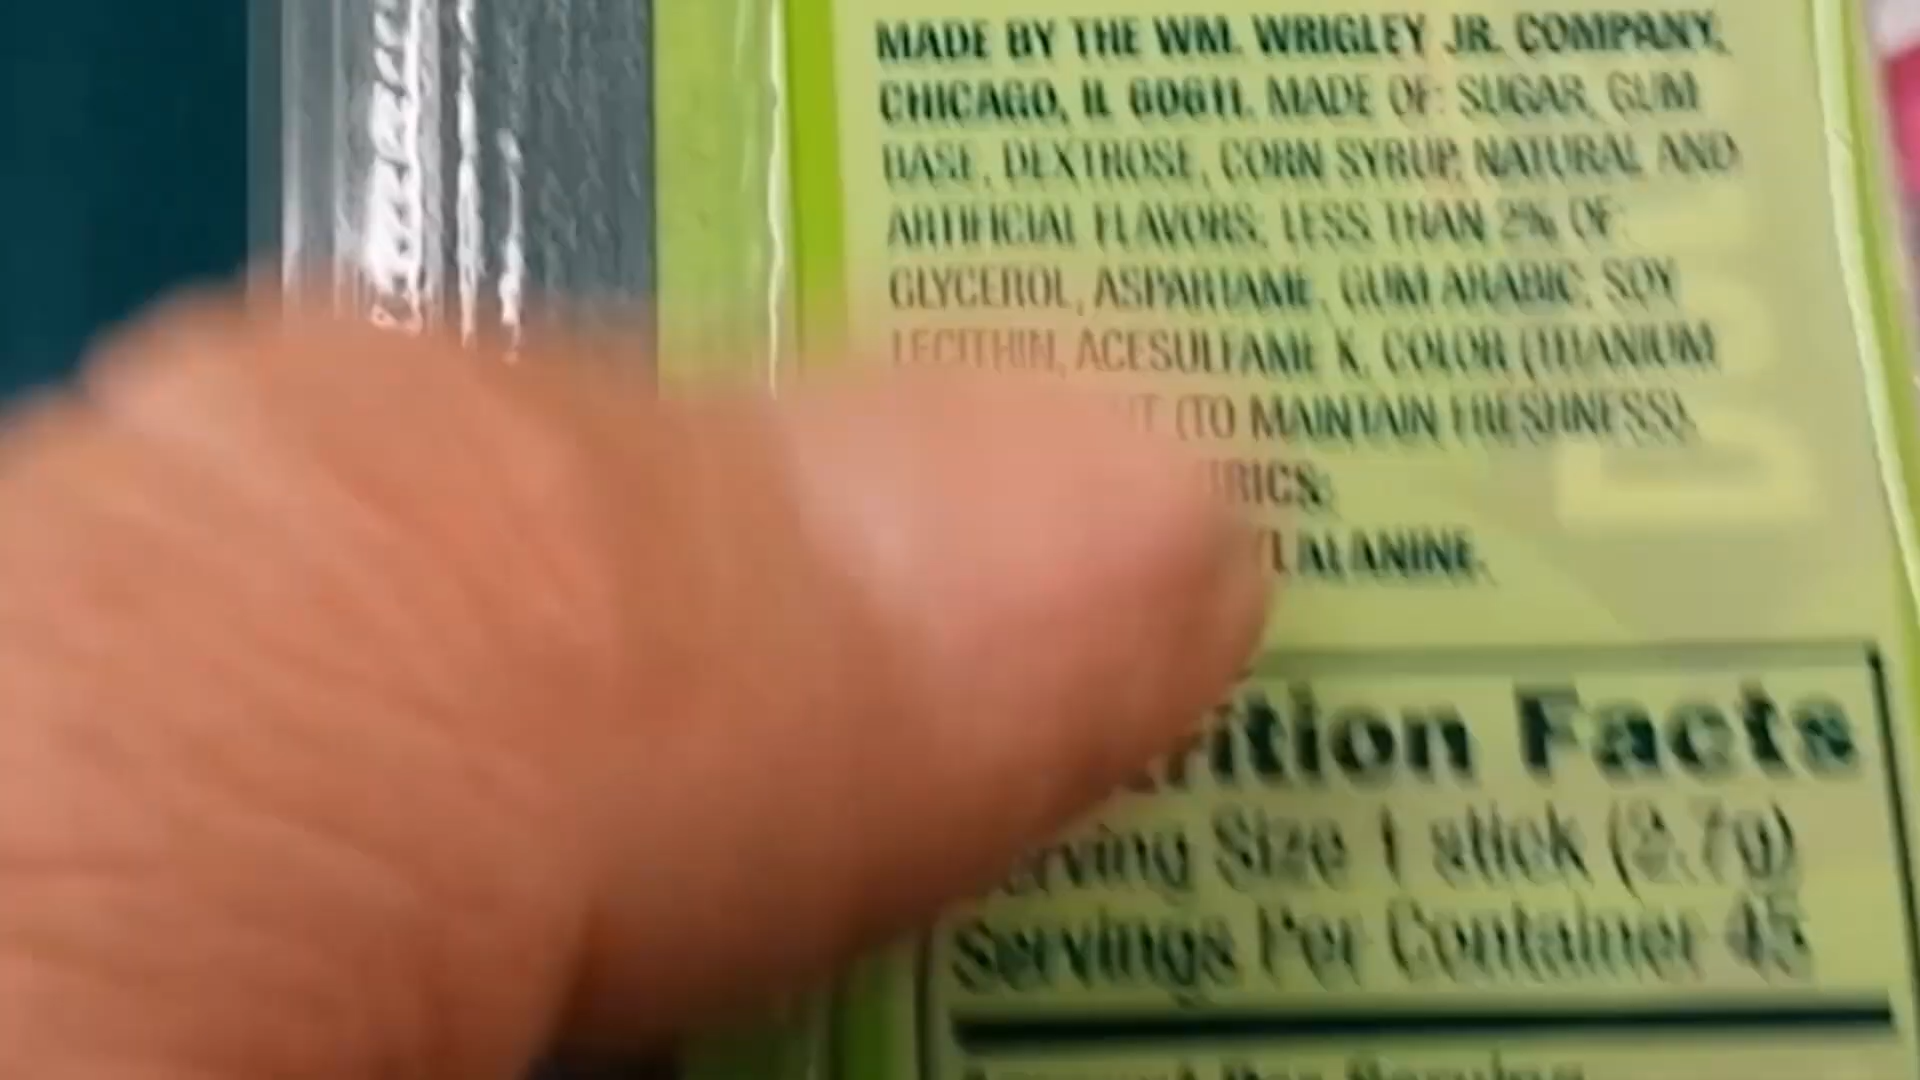 MADE BY THE WM. WRIGLEY JR. COMPANY,
CHICAGO, IL 60611. MADE OF: SUGAR, GUM
BASE, DEXTROSE, CORN SYRUP, NATURAL AND
ARTIFICIAL FLAVORS; LESS THAN 2% OF:
GLYCEROL, ASPARTAME, GUM ARABIC, SOY
LECITHIN, ACESULFAME K, COLOR (TITANIUM
(TO MAINTAIN FRESHNESS).
Facts
Size 1 stick (2.7g)
Servings Per Container 45